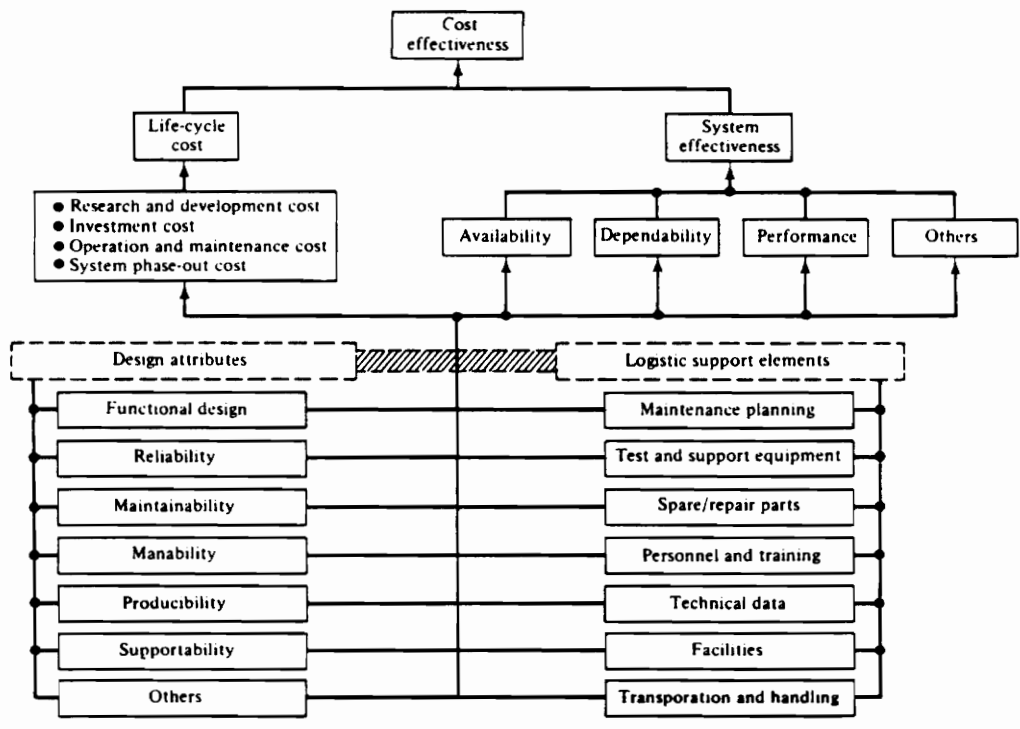 Cost
effectiveness
Life-cycle
cost
System
effectiveness
● Research and development cost
● Investment cost
● Operation and maintenance cost
● System phase-out cost
Availability
Dependability
Performance
Others
Design attributes
Logistic support elements
Functional design
Maintenance planning
Reliability
Test and support equipment
Maintainability
Spare/repair parts
Manability
Personnel and training
Producibility
Technical data
Supportability
Facilities
Others
Transporation and handling